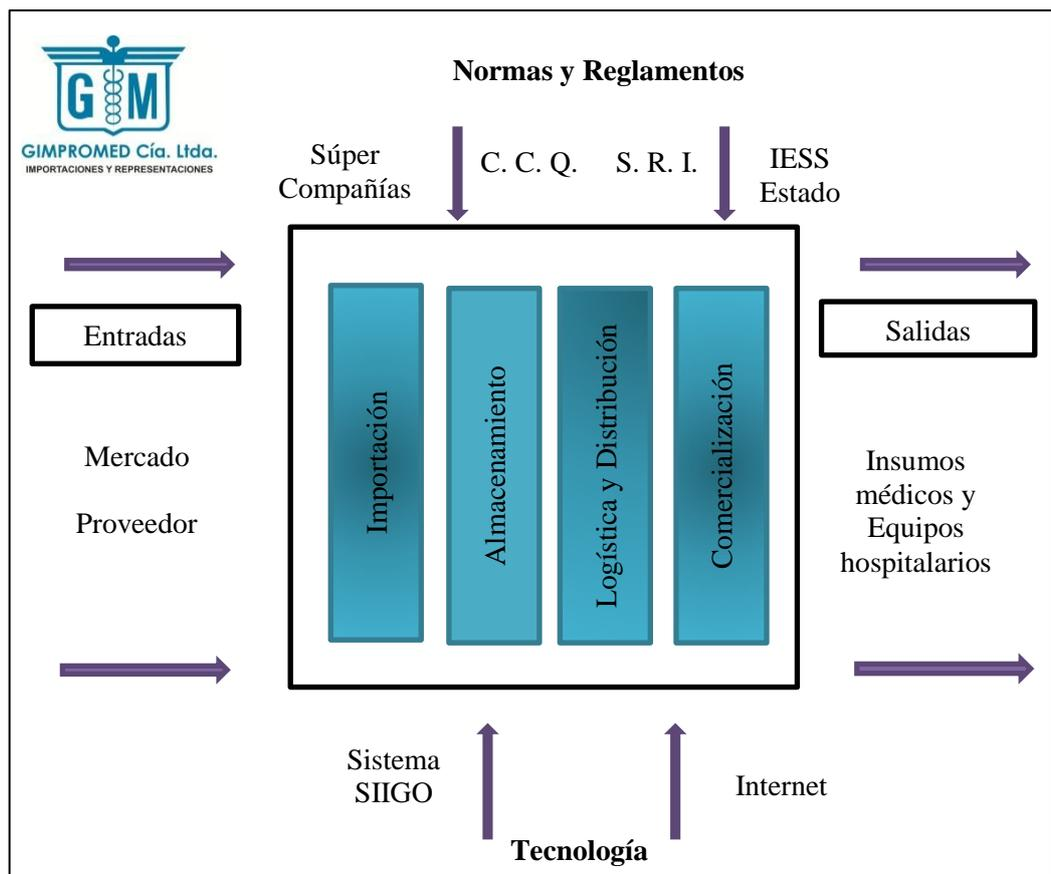 GM
GIMPROMED Cía. Ltda.
IMPORTACIONES Y REPRESENTACIONES
Normas y Reglamentos
Súper
Compañías
C. C. Q.
S. R. I.
IESS
Estado
Entradas
Mercado
Proveedor
Importación
Almacenamiento
Logística y Distribución
Comercialización
Salidas
Insumos
médicos y
Equipos
hospitalarios
Sistema
SIIGO
Internet
Tecnología